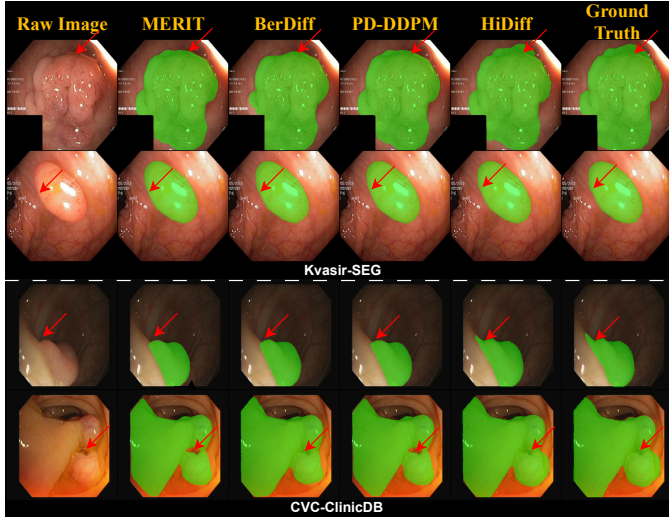 Raw Image MERIT BerDiff PD-DDPM HiDiff Ground Truth
Kvasir-SEG
CVC-ClinicDB